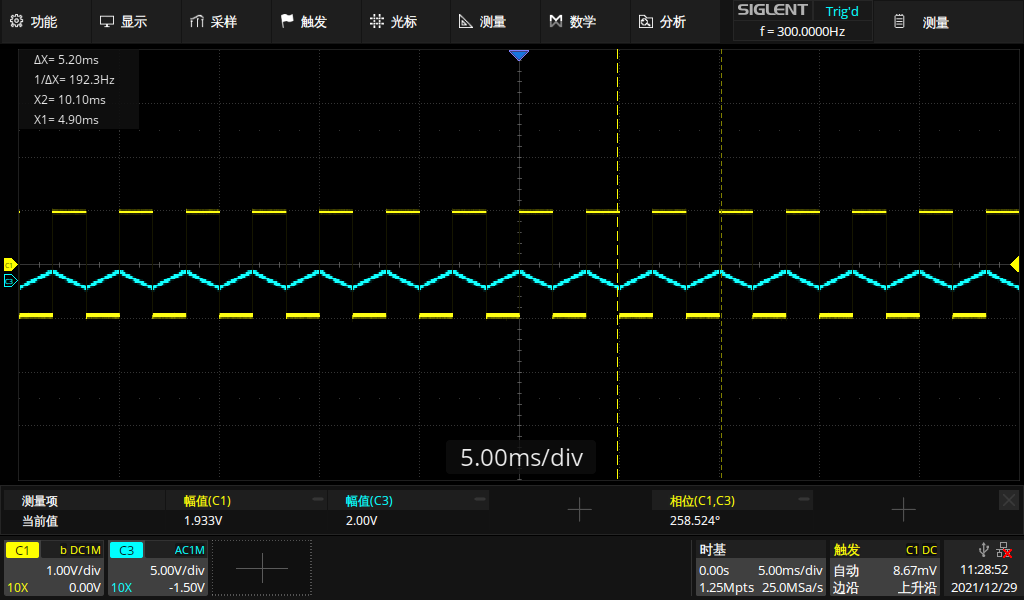 功能 显示 采样 触发 光标 测量 数学 分析 SIGLENT Trig'd 测量
f = 300.0000Hz
ΔX= 5.20ms
1/ΔX= 192.3Hz
X2= 10.10ms
X1= 4.90ms
C1
C3
5.00ms/div
测量项 幅值(C1) 幅值(C3) 相位(C1,C3)
当前值 1.933V 2.00V 258.524°
C1 b DC1M C3 AC1M 时基 触发 C1 DC
1.00V/div 5.00V/div 0.00s 5.00ms/div 自动 8.67mV 11:28:52
10X 0.00V 10X -1.50V 1.25Mpts 25.0MSa/s 边沿 上升沿 2021/12/29